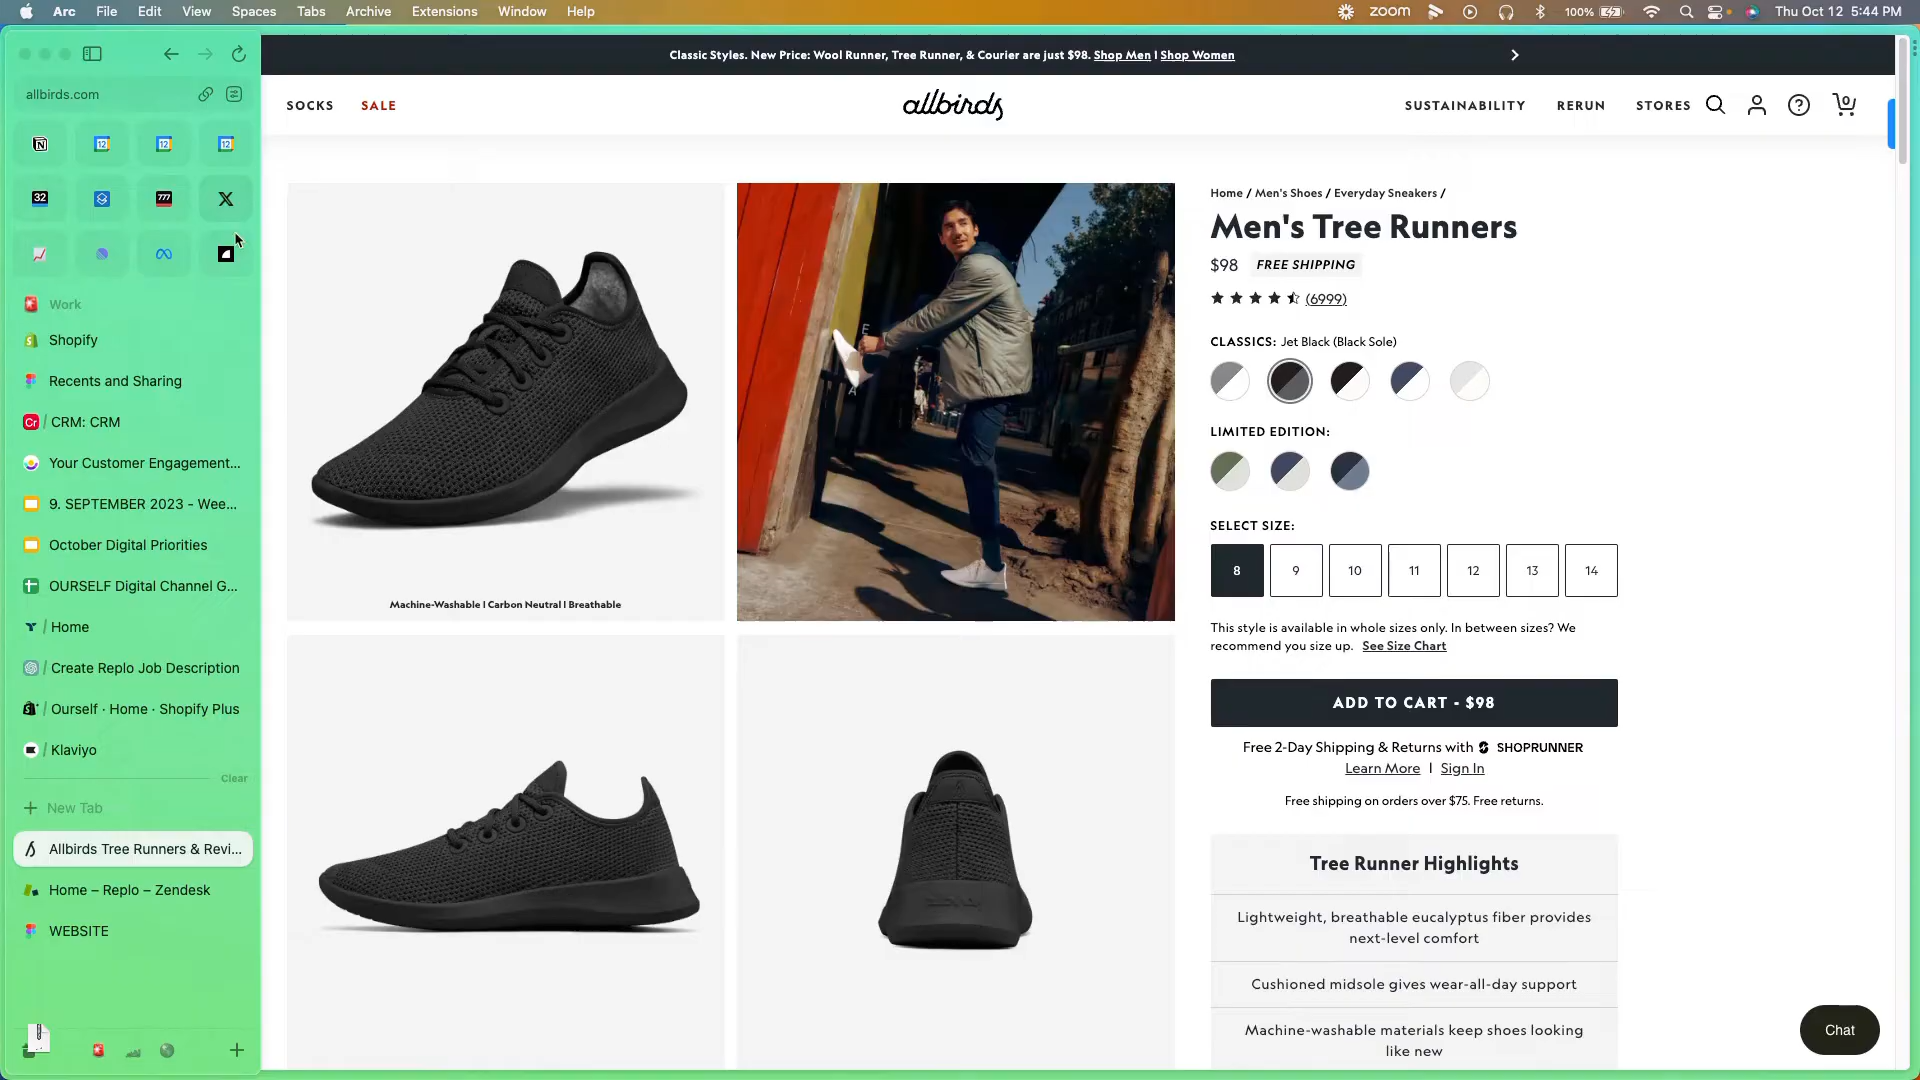 Arc File Edit View Spaces Tabs Archive Extensions Window Help
zoom 100% Thu Oct 12 5:44 PM
allbirds.com
12 12 12
32 777
Work
Shopify
Recents and Sharing
/ CRM: CRM
Your Customer Engagement...
9. SEPTEMBER 2023 - Wee...
October Digital Priorities
OURSELF Digital Channel G...
/ Home
/ Create Replo Job Description
/ Ourself · Home · Shopify Plus
/ Klaviyo
Clear
New Tab
Allbirds Tree Runners & Revi...
Home – Replo – Zendesk
WEBSITE
Classic Styles. New Price: Wool Runner, Tree Runner, & Courier are just $98. Shop Men | Shop Women
SOCKS SALE allbirds SUSTAINABILITY RERUN STORES 0
Machine-Washable | Carbon Neutral | Breathable
Home / Men's Shoes / Everyday Sneakers /
Men's Tree Runners
$98 FREE SHIPPING
(6999)
CLASSICS: Jet Black (Black Sole)
LIMITED EDITION:
SELECT SIZE:
8 9 10 11 12 13 14
This style is available in whole sizes only. In between sizes? We
recommend you size up. See Size Chart
ADD TO CART - $98
Free 2-Day Shipping & Returns with SHOPRUNNER
Learn More | Sign In
Free shipping on orders over $75. Free returns.
Tree Runner Highlights
Lightweight, breathable eucalyptus fiber provides
next-level comfort
Cushioned midsole gives wear-all-day support
Machine-washable materials keep shoes looking
like new
Chat